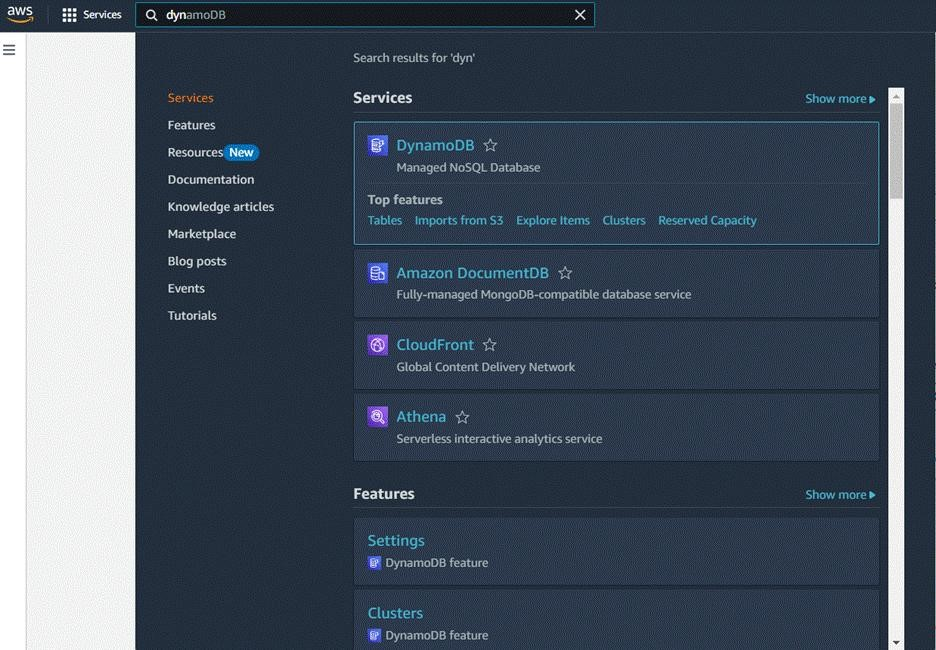 aws
Services
dynamoDB
Search results for 'dyn'
Services
Features
Resources New
Documentation
Knowledge articles
Marketplace
Blog posts
Events
Tutorials
Services
Show more
DynamoDB
Managed NoSQL Database
Top features
Tables Imports from S3 Explore Items Clusters Reserved Capacity
Amazon DocumentDB
Fully-managed MongoDB-compatible database service
CloudFront
Global Content Delivery Network
Athena
Serverless interactive analytics service
Features
Show more
Settings
DynamoDB feature
Clusters
DynamoDB feature